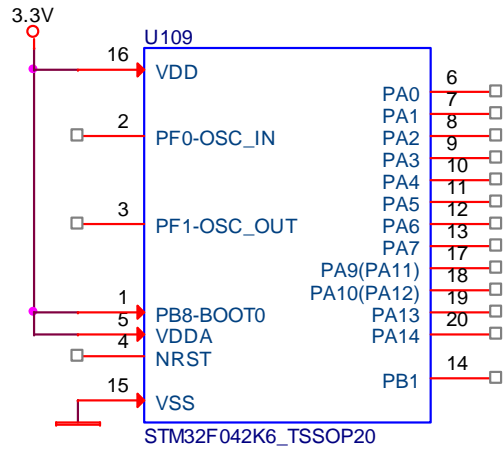 3.3V
U109
16
VDD
2
PF0-OSC_IN
3
PF1-OSC_OUT
1
PB8-BOOT0
5
VDDA
4
NRST
15
VSS
6
PA0
7
PA1
8
PA2
9
PA3
10
PA4
11
PA5
12
PA6
13
PA7
17
PA9(PA11)
18
PA10(PA12)
19
PA13
20
PA14
14
PB1
STM32F042K6_TSSOP20